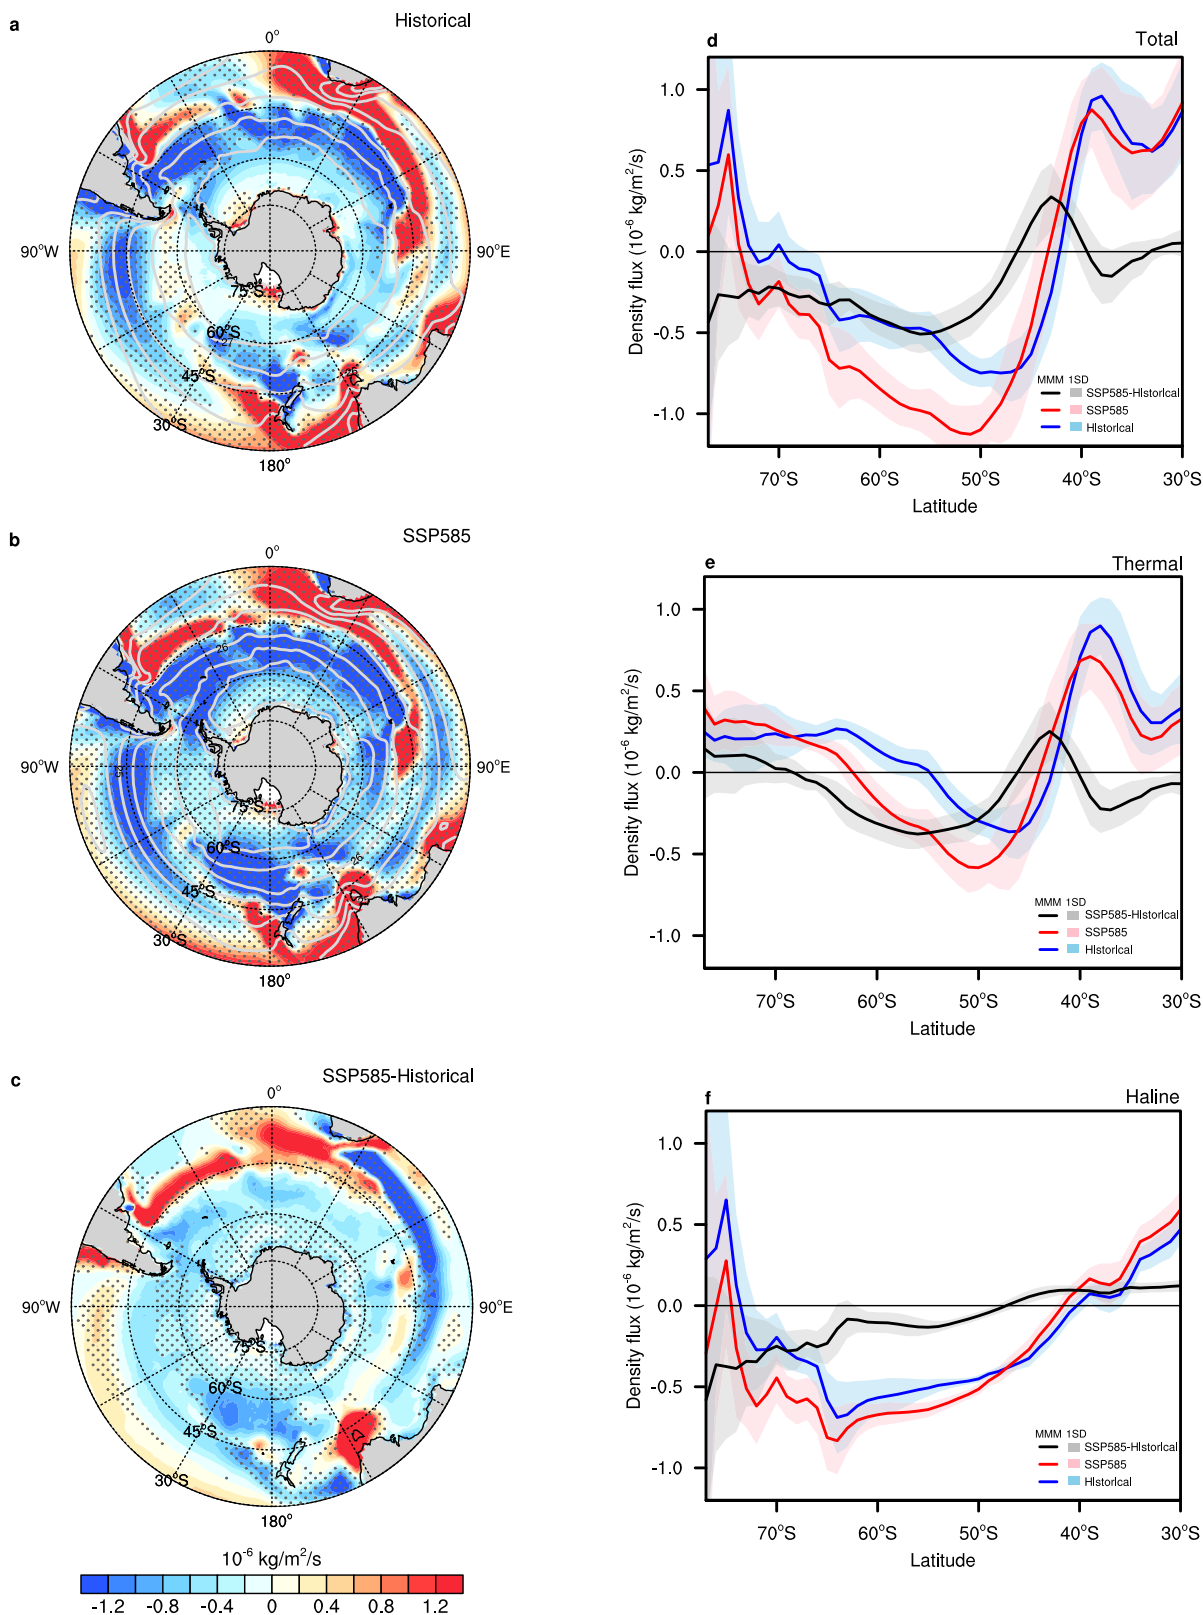 a
Historical
0°
90°W
90°E
75°S
60°S
27
45°S
26
30°S
180°
b
SSP585
0°
26
90°W
25
90°E
75°S
60°S
45°S
26
30°S
180°
c
SSP585-Historical
0°
90°W
90°E
75°S
60°S
45°S
30°S
180°
10⁻⁶ kg/m²/s
-1.2 -0.8 -0.4 0 0.4 0.8 1.2
d
Total
Density flux (10⁻⁶ kg/m²/s)
1.0
0.5
0.0
-0.5
-1.0
MMM 1SD
SSP585-Historical
SSP585
Historical
70°S 60°S 50°S 40°S 30°S
Latitude
e
Thermal
Density flux (10⁻⁶ kg/m²/s)
1.0
0.5
0.0
-0.5
-1.0
MMM 1SD
SSP585-Historical
SSP585
Historical
70°S 60°S 50°S 40°S 30°S
Latitude
f
Haline
Density flux (10⁻⁶ kg/m²/s)
1.0
0.5
0.0
-0.5
-1.0
MMM 1SD
SSP585-Historical
SSP585
Historical
70°S 60°S 50°S 40°S 30°S
Latitude